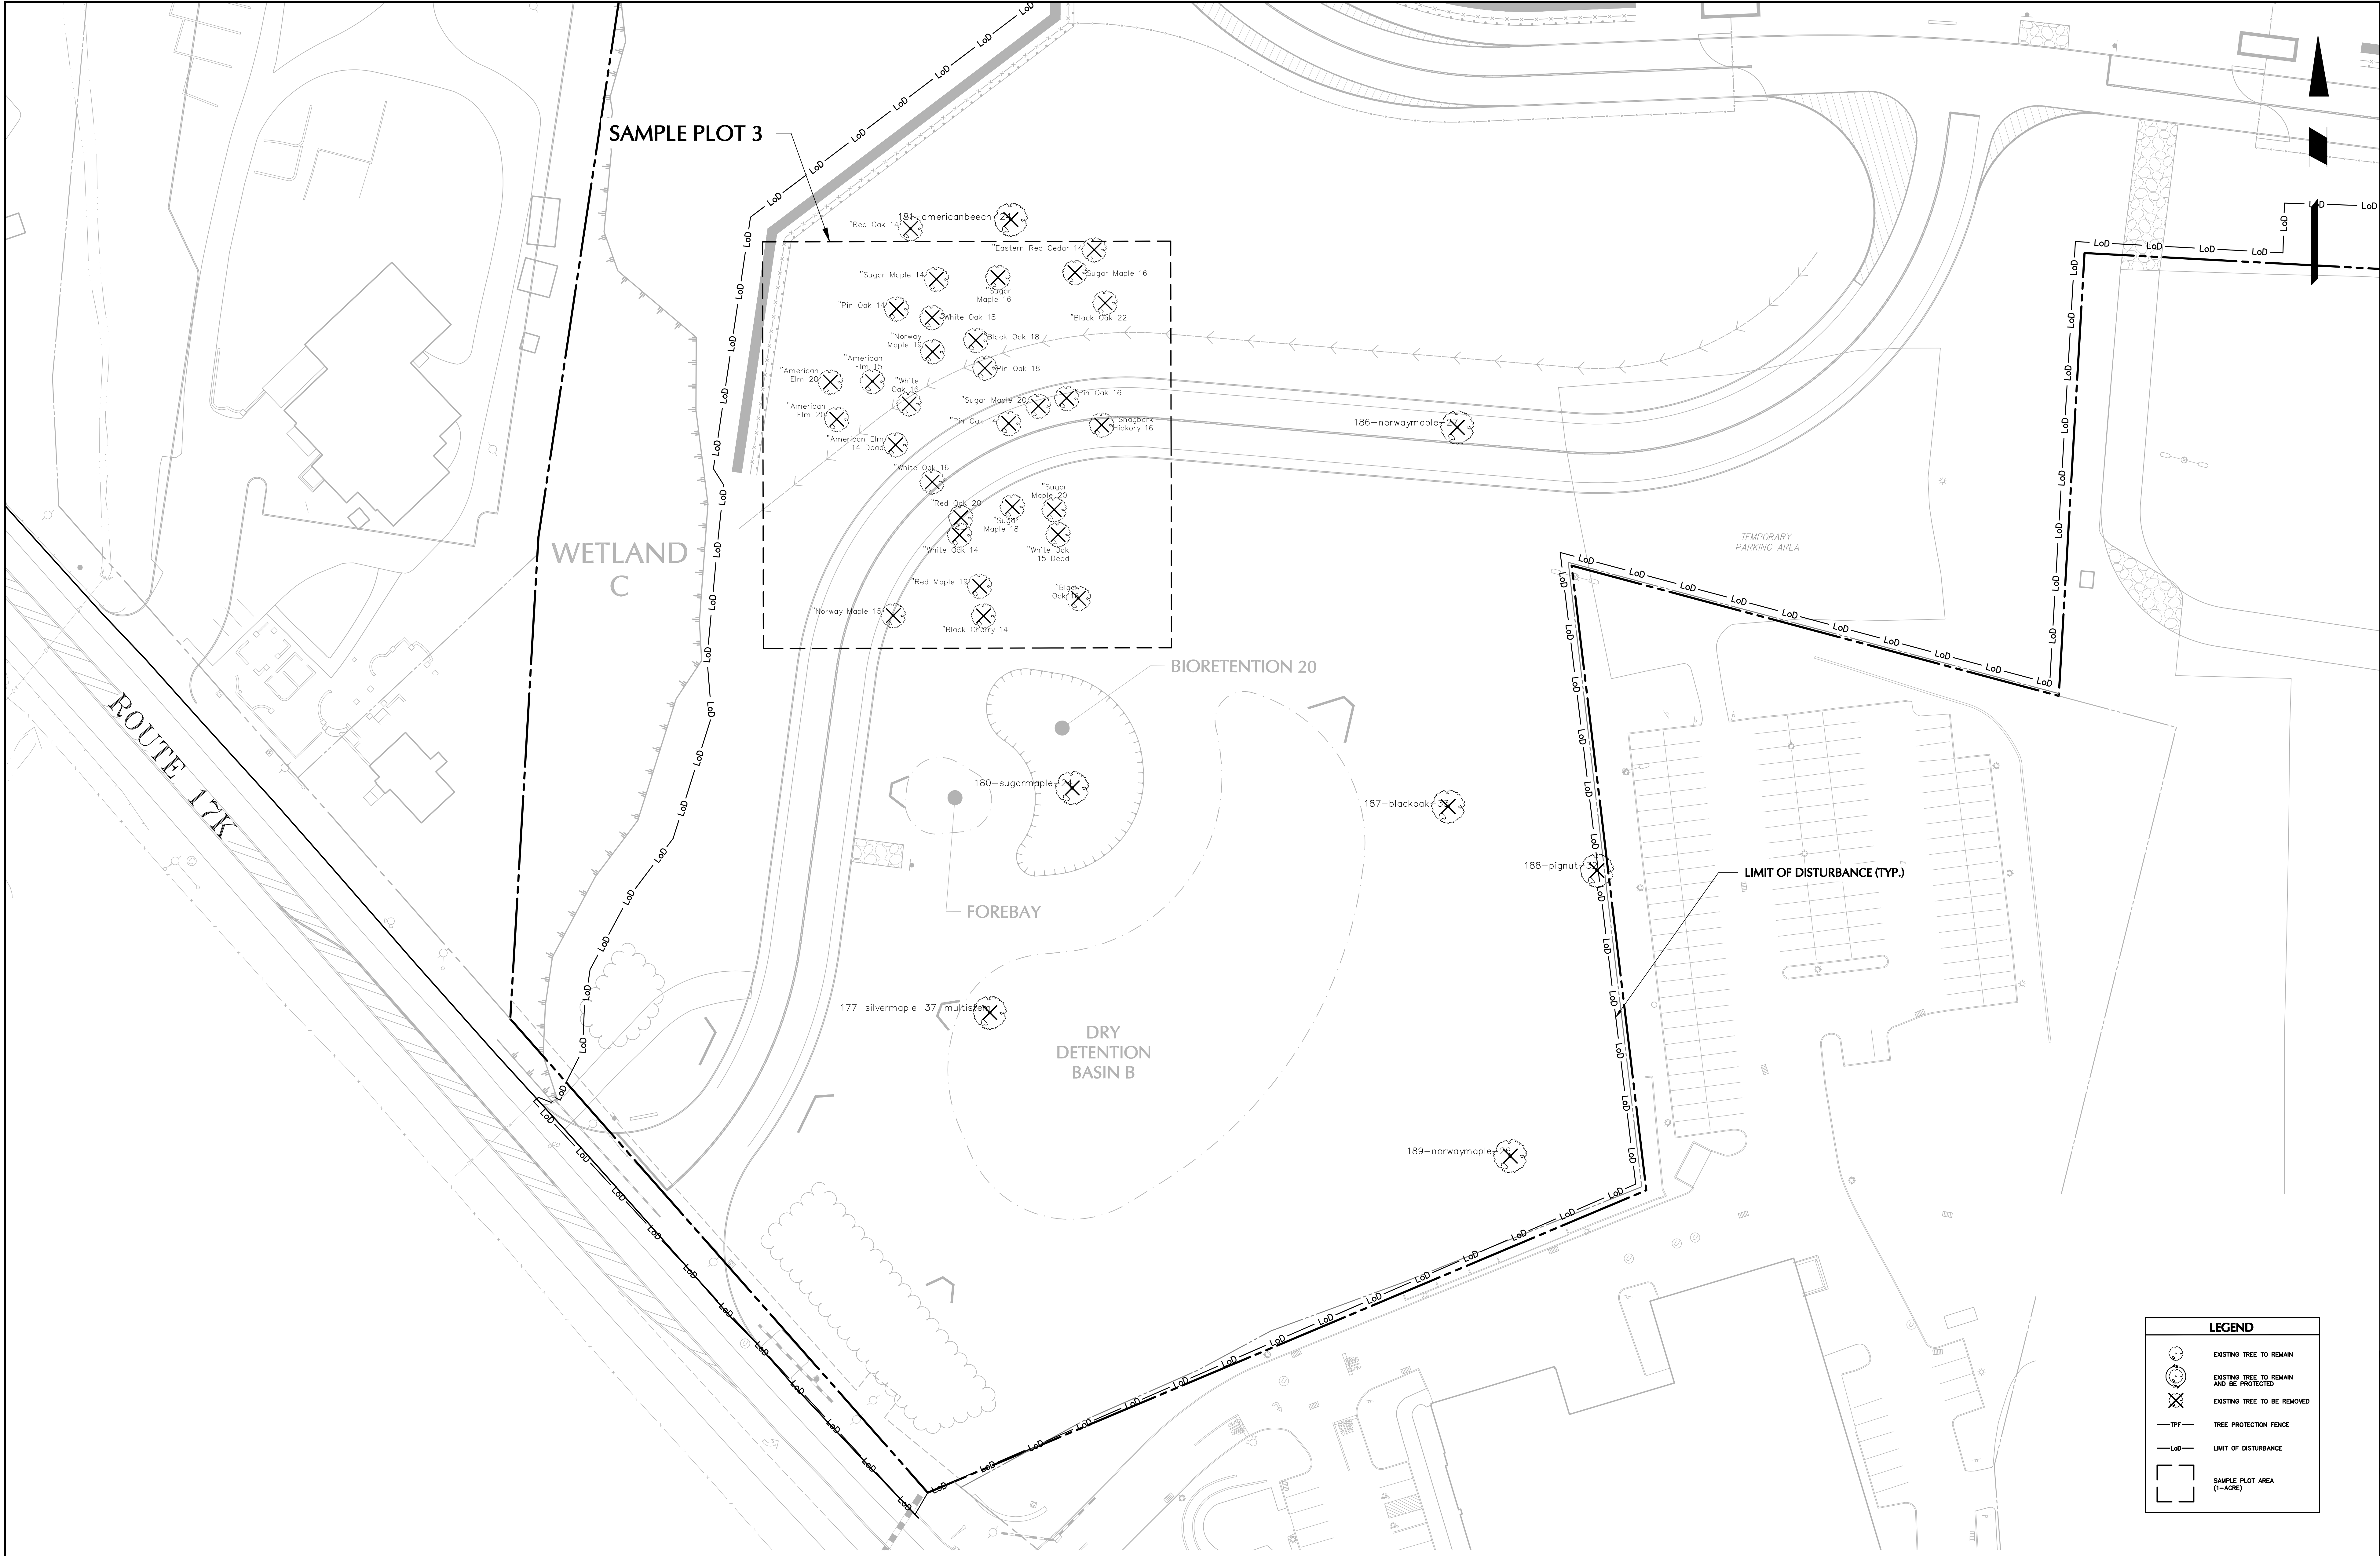 SAMPLE PLOT 3
"Red Oak 14
181-americanbeech-24
"Eastern Red Cedar 14
"Sugar Maple 14
"Sugar
Maple 16
"Sugar Maple 16
"Pin Oak 14
"White Oak 18
"Black Oak 22
"Norway
Maple 19
"Black Oak 18
"American
Elm 15
"Pin Oak 18
"American
Elm 20
"White
Oak 16
"Sugar Maple 20
"Pin Oak 16
"American
Elm 20
"Pin Oak 14
"Shagbark
Hickory 16
"American Elm
14 Dead
"White Oak 16
"Red Oak 20
"Sugar
Maple 18
"Sugar
Maple 20
"White Oak 14
"White Oak
15 Dead
"Red Maple 19
"Black
Oak
"Norway Maple 15
"Black Cherry 14
186-norwaymaple-
WETLAND
C
TEMPORARY
PARKING AREA
BIORETENTION 20
ROUTE 17K
180-sugarmaple-
187-blackoak-
188-pignut-
LIMIT OF DISTURBANCE (TYP.)
FOREBAY
177-silvermaple-37-multistem
DRY
DETENTION
BASIN B
189-norwaymaple-26
LoD
LEGEND
EXISTING TREE TO REMAIN
EXISTING TREE TO REMAIN
AND BE PROTECTED
EXISTING TREE TO BE REMOVED
TPF TREE PROTECTION FENCE
LoD LIMIT OF DISTURBANCE
SAMPLE PLOT AREA
(1-ACRE)